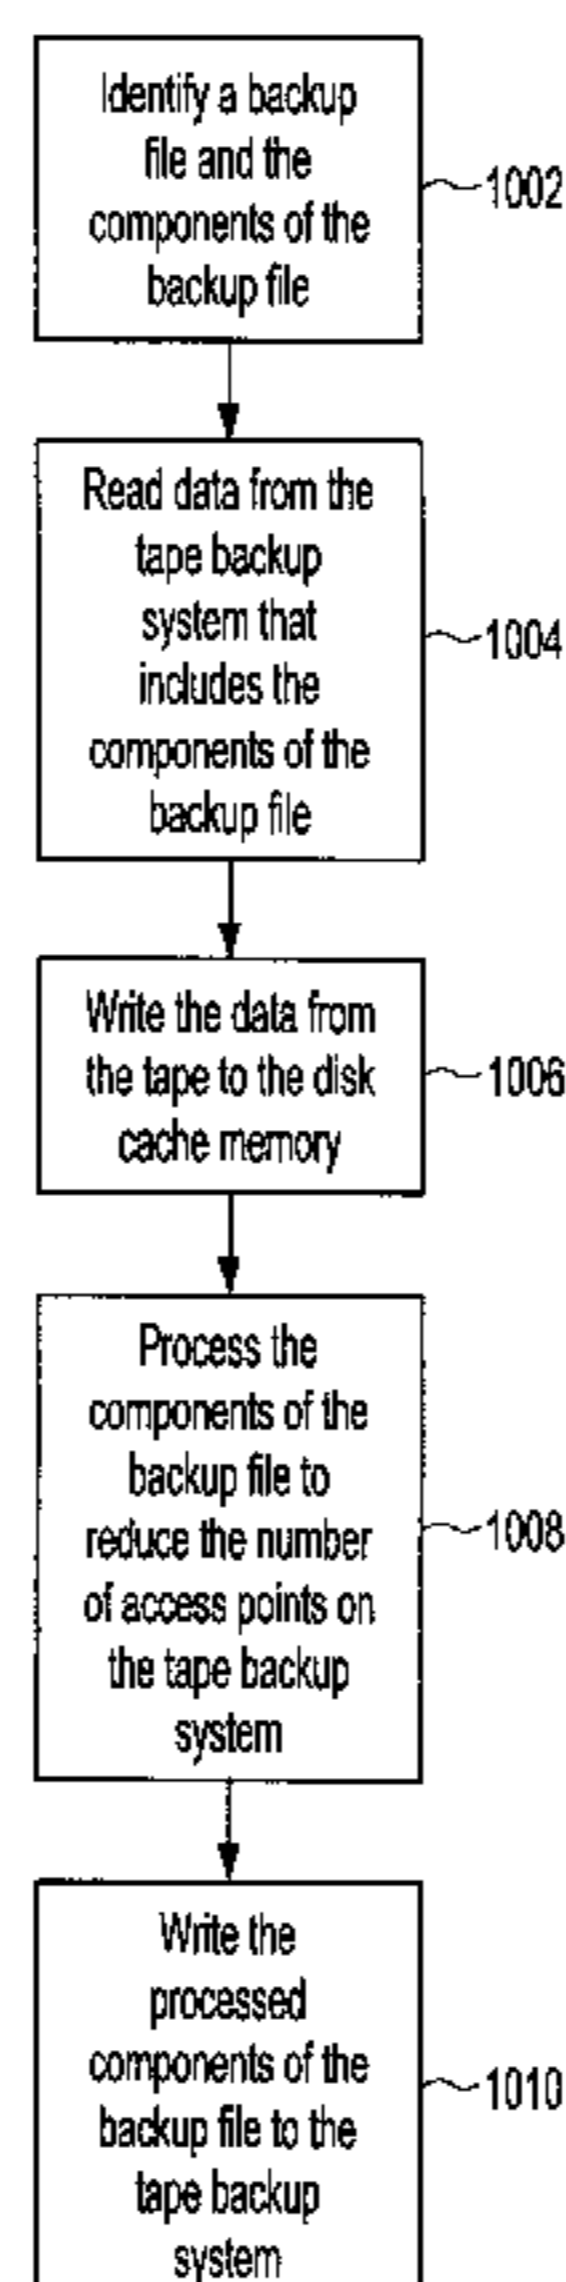 Identify a backup
file and the
components of the
backup file
1002
Read data from the
tape backup
system that
includes the
components of the
backup file
1004
Write the data from
the tape to the disk
cache memory
1006
Process the
components of the
backup file to
reduce the number
of access points on
the tape backup
system
1008
Write the
processed
components of the
backup file to the
tape backup
system
1010